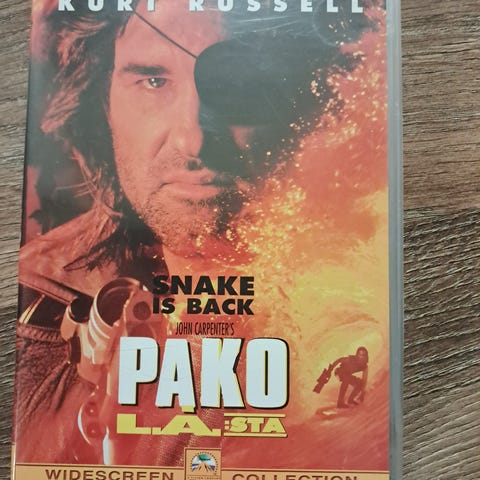 KURT RUSSELL
SNAKE
IS BACK
JOHN CARPENTER'S
PAKO
L.A.:STA
WIDESCREEN COLLECTION